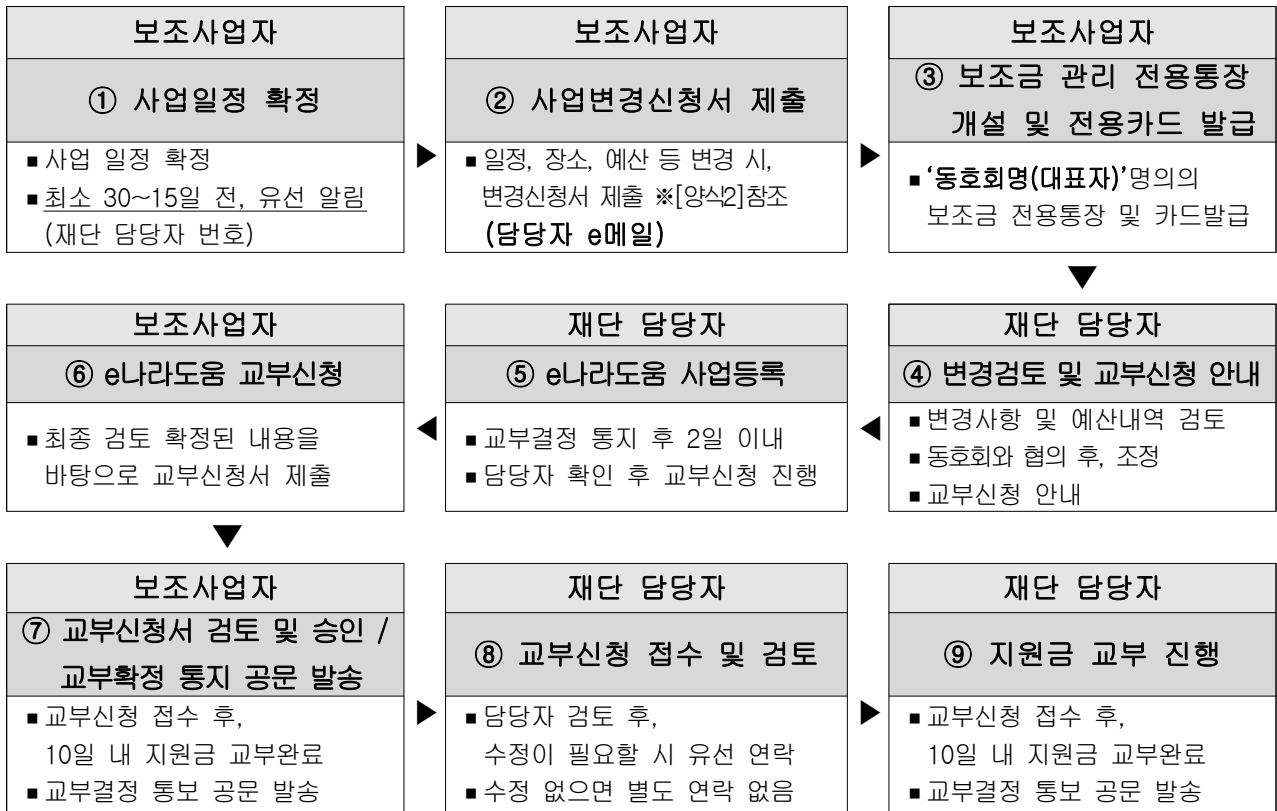 보조사업자
① 사업일정 확정
■ 사업 일정 확정
■ 최소 30~15일 전, 유선 알림
(재단 담당자 번호)
▶
보조사업자
② 사업변경신청서 제출
■ 일정, 장소, 예산 등 변경 시,
변경신청서 제출 ※[양식2]참조
(담당자 e메일)
▶
보조사업자
③ 보조금 관리 전용통장
개설 및 전용카드 발급
■ ‘동호회명(대표자)’명의의
보조금 전용통장 및 카드발급
▼
재단 담당자
④ 변경검토 및 교부신청 안내
■ 변경사항 및 예산내역 검토
■ 동호회와 협의 후, 조정
■ 교부신청 안내
◀
재단 담당자
⑤ e나라도움 사업등록
■ 교부결정 통지 후 2일 이내
■ 담당자 확인 후 교부신청 진행
◀
보조사업자
⑥ e나라도움 교부신청
■ 최종 검토 확정된 내용을
바탕으로 교부신청서 제출
▼
보조사업자
⑦ 교부신청서 검토 및 승인 /
교부확정 통지 공문 발송
■ 교부신청 접수 후,
10일 내 지원금 교부완료
■ 교부결정 통보 공문 발송
▶
재단 담당자
⑧ 교부신청 접수 및 검토
■ 담당자 검토 후,
수정이 필요할 시 유선 연락
■ 수정 없으면 별도 연락 없음
▶
재단 담당자
⑨ 지원금 교부 진행
■ 교부신청 접수 후,
10일 내 지원금 교부완료
■ 교부결정 통보 공문 발송